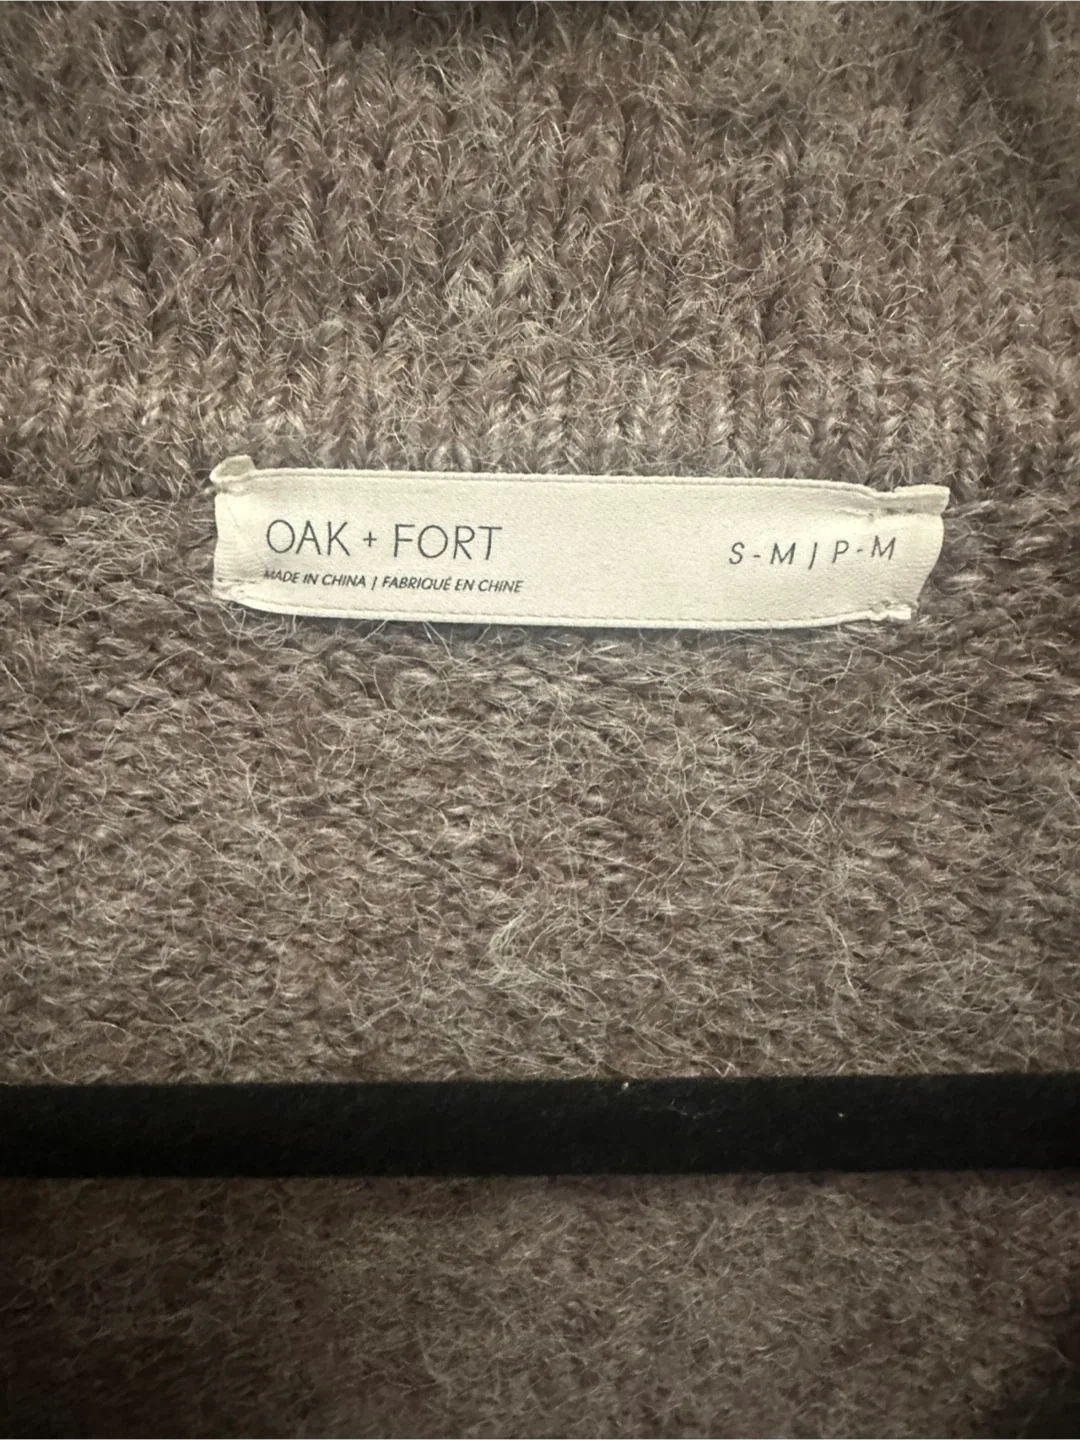 OAK + FORT
S-M | P-M
MADE IN CHINA | FABRIQUÉ EN CHINE